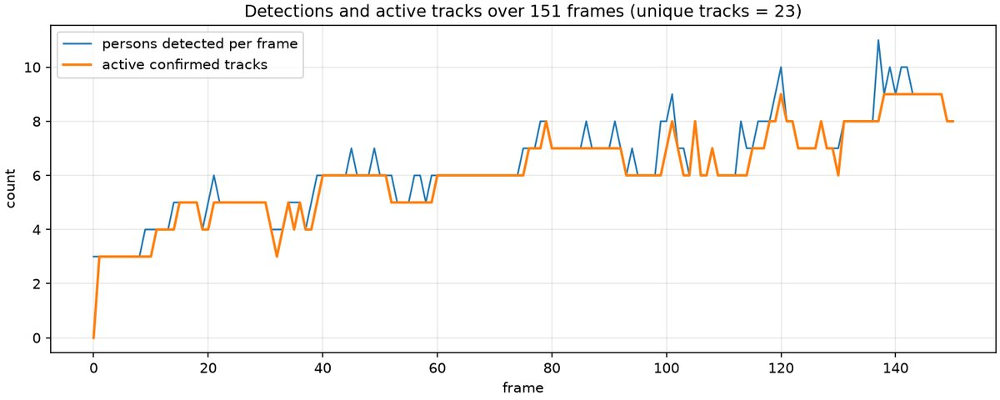 Detections and active tracks over 151 frames (unique tracks = 23)
persons detected per frame
active confirmed tracks
count
10
8
6
4
2
0
0 20 40 60 80 100 120 140
frame